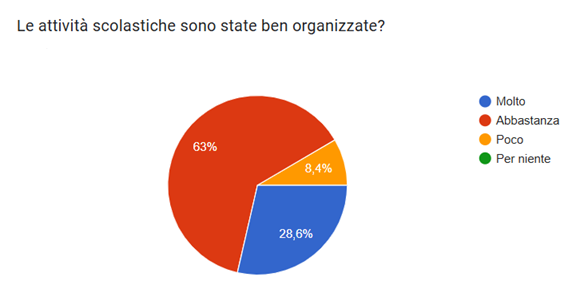 Le attività scolastiche sono state ben organizzate?
Molto
Abbastanza
Poco
Per niente
63%
8,4%
28,6%